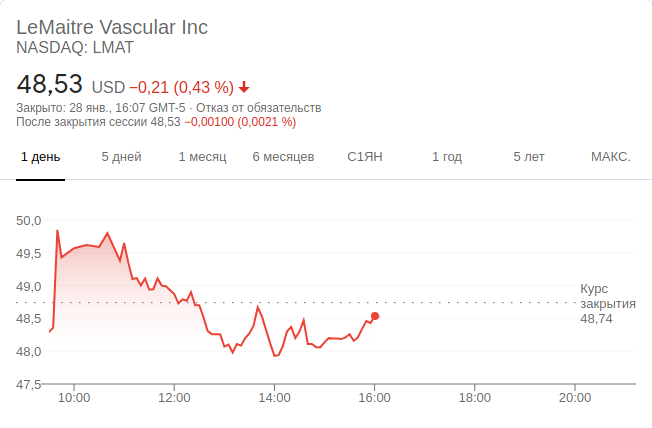 LeMaitre Vascular Inc
NASDAQ: LMAT
48,53 USD −0,21 (0,43 %)
Закрыто: 28 янв., 16:07 GMT-5 · Отказ от обязательств
После закрытия сессии 48,53 −0,00100 (0,0021 %)
1 день 5 дней 1 месяц 6 месяцев С1ЯН 1 год 5 лет МАКС.
50,0
49,5
49,0
48,5
48,0
47,5
Курс
закрытия
48,74
10:00 12:00 14:00 16:00 18:00 20:00